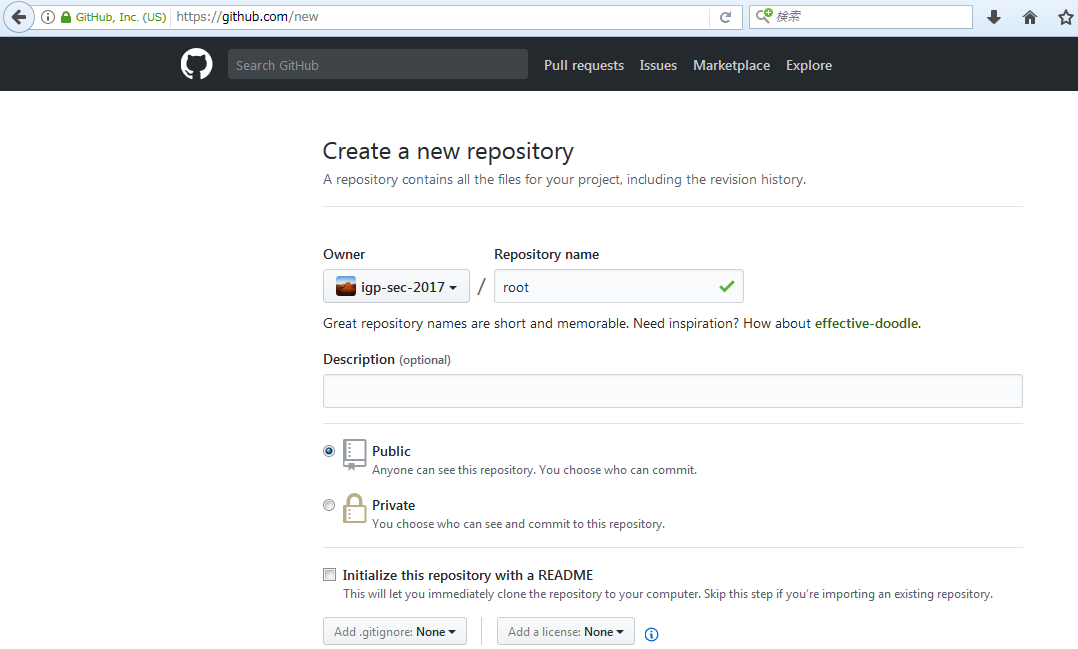 GitHub, Inc. (US) https://github.com/new 検索
Search GitHub Pull requests Issues Marketplace Explore
Create a new repository
A repository contains all the files for your project, including the revision history.
Owner Repository name
igp-sec-2017 / root
Great repository names are short and memorable. Need inspiration? How about effective-doodle.
Description (optional)
Public
Anyone can see this repository. You choose who can commit.
Private
You choose who can see and commit to this repository.
Initialize this repository with a README
This will let you immediately clone the repository to your computer. Skip this step if you're importing an existing repository.
Add .gitignore: None Add a license: None